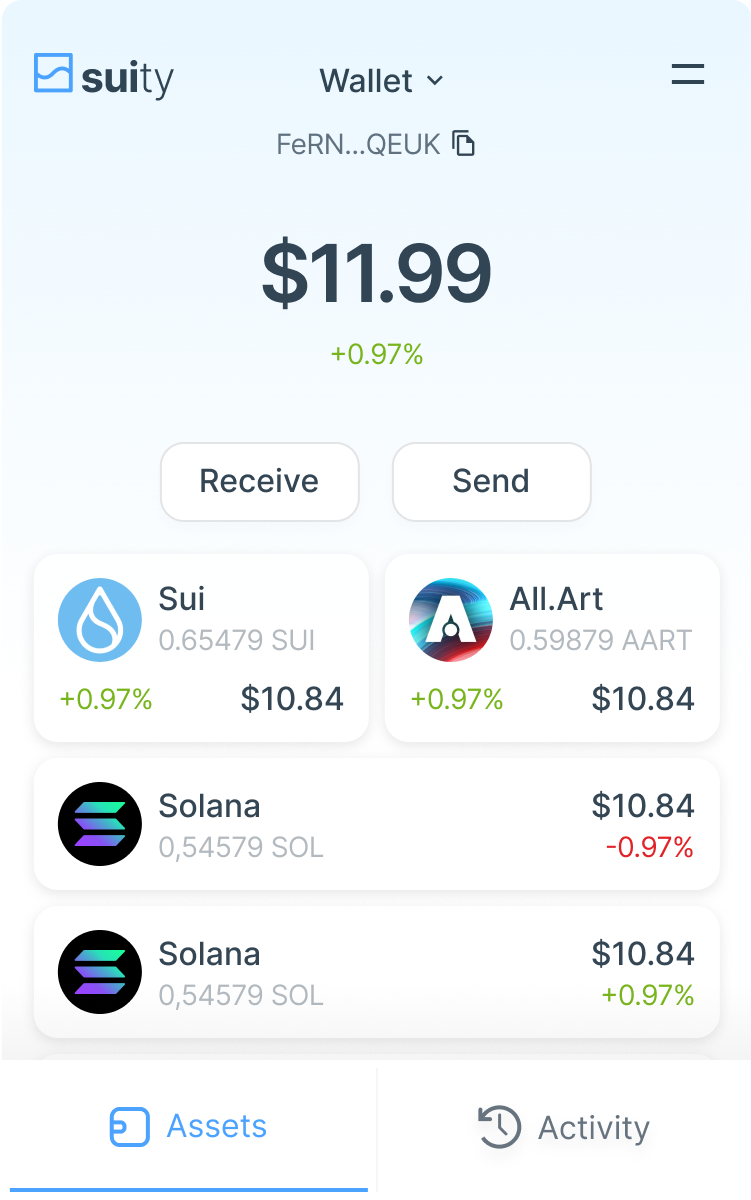 suity
Wallet
FeRN...QEUK
$11.99
+0.97%
Receive
Send
Sui
0.65479 SUI
+0.97%
$10.84
All.Art
0.59879 AART
+0.97%
$10.84
Solana
$10.84
0,54579 SOL
-0.97%
Solana
$10.84
0,54579 SOL
+0.97%
Assets
Activity